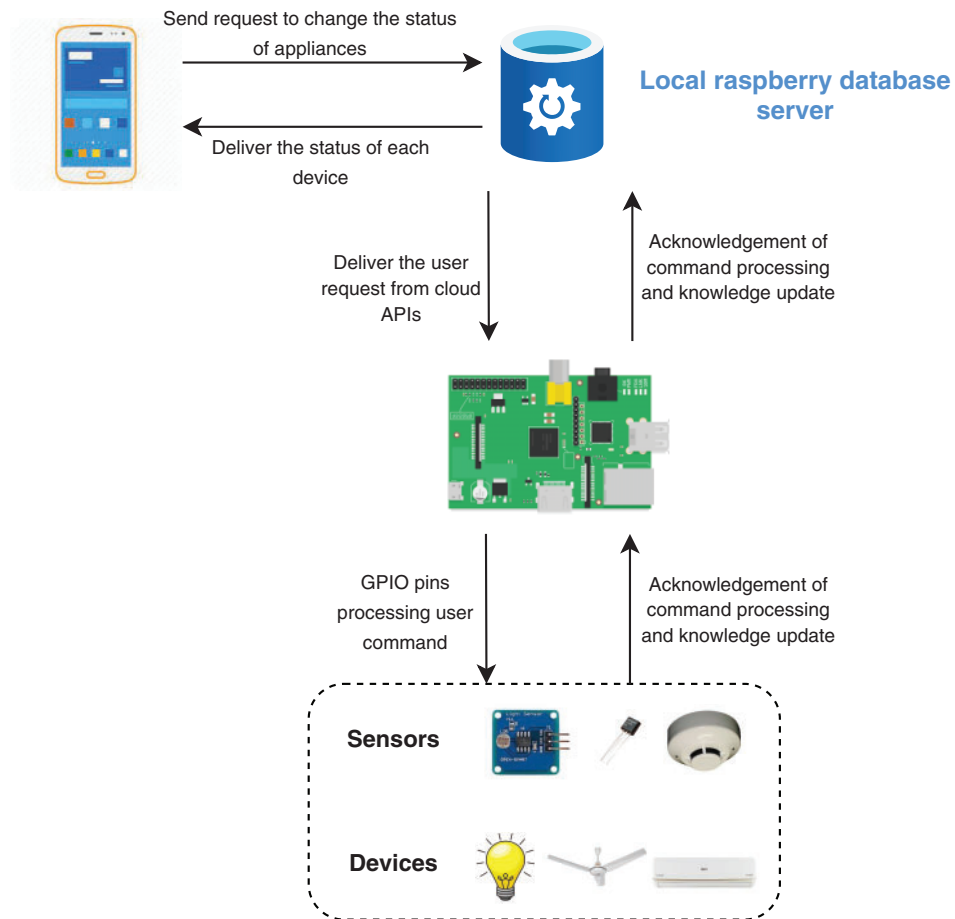 Send request to change the status
of appliances
Local raspberry database
server
Deliver the status of each
device
Deliver the user
request from cloud
APIs
Acknowledgement of
command processing
and knowledge update
GPIO pins
processing user
command
Acknowledgement of
command processing
and knowledge update
Sensors
Light Sensor
Devices